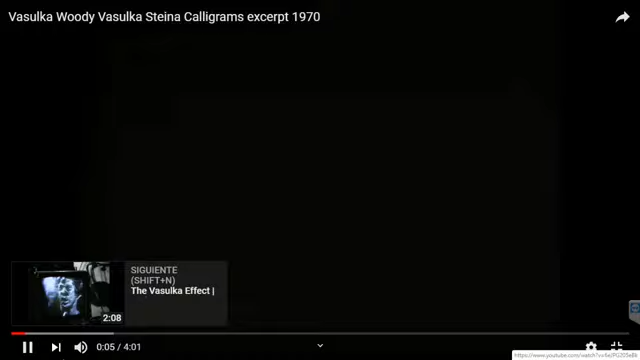 Vasulka Woody Vasulka Steina Calligrams excerpt 1970
SIGUIENTE
(SHIFT+N)
The Vasulka Effect |
2:08
0:05 / 4:01